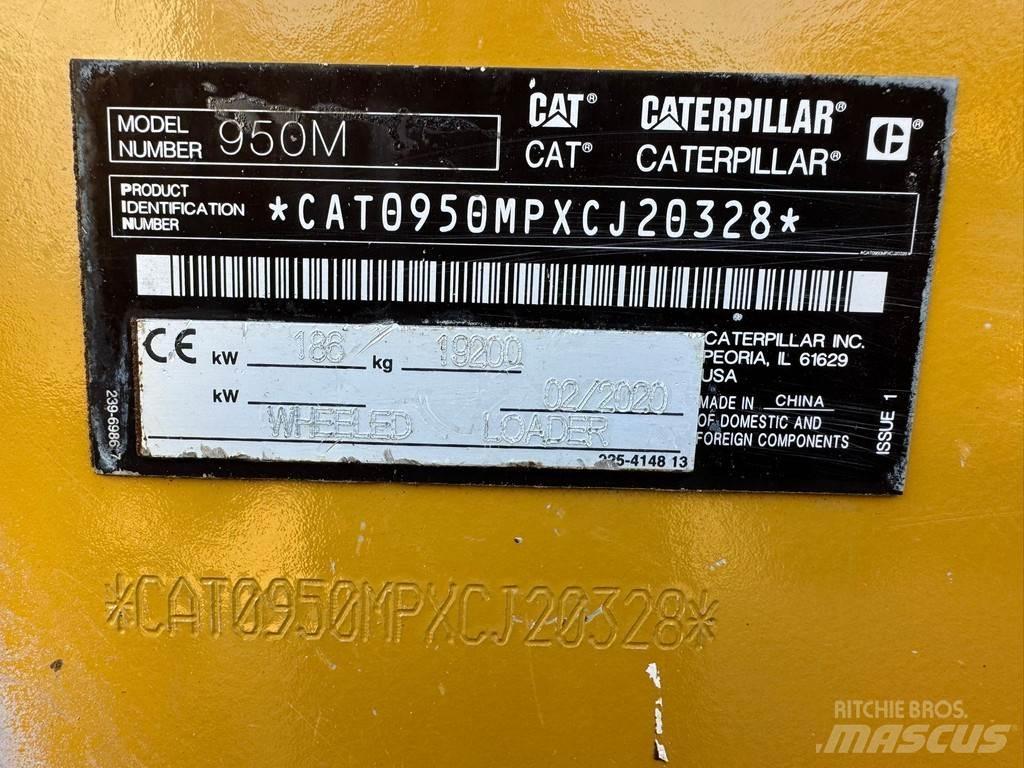 MODEL NUMBER 950M
CAT® CATERPILLAR®
CAT® CATERPILLAR®
PRODUCT IDENTIFICATION NUMBER *CAT0950MPXCJ20328*
*CAT0950MPXCJ20328*
CE kW 186 kg 19200
kW 02/2020
WHEELED LOADER
225-4148 13
239-6986 7
CATERPILLAR INC.
PEORIA, IL 61629
USA
MADE IN CHINA
OF DOMESTIC AND
FOREIGN COMPONENTS
ISSUE 1
*CAT0950MPXCJ20328*
RITCHIE BROS.
MASCUS